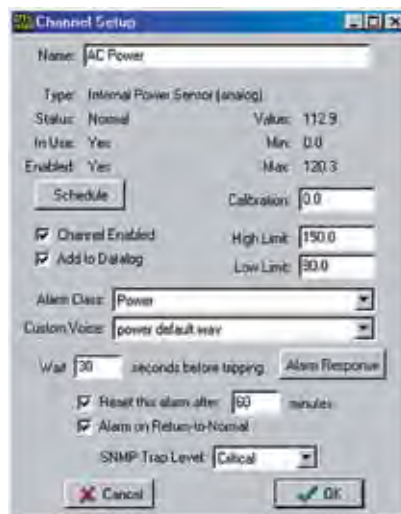 Channel Setup
Name: AC Power
Type: Internal Power Sensor (analog)
Status: Normal Value: 112.9
In Use: Yes Min: 0.0
Enabled: Yes Max: 120.3
Schedule Calibration: 0.0
Channel Enabled High Limit: 150.0
Add to Datalog Low Limit: 90.0
Alarm Class: Power
Custom Voice: power default.wav
Wait 30 seconds before tripping. Alarm Response
Reset this alarm after 60 minutes
Alarm on Return-to-Normal
SNMP Trap Level: Critical
Cancel OK